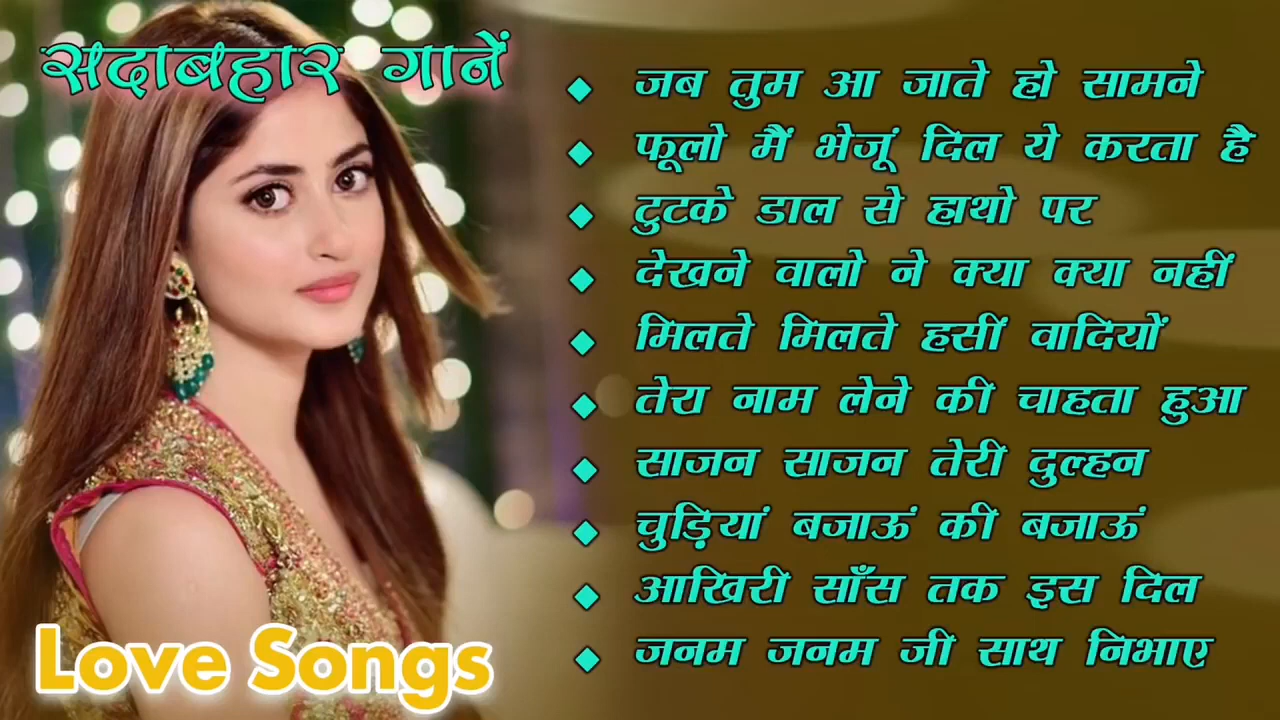 सदाबहार गानें
जब तुम आ जाते हो सामने
फूलो मैं भेजूं दिल ये करता है
टुटके डाल से हाथो पर
देखने वालो ने क्या क्या नहीं
मिलते मिलते हसीं वादियों
तेरा नाम लेने की चाहता हुआ
साजन साजन तेरी दुल्हन
चुड़ियां बजाऊं की बजाऊं
आखिरी साँस तक इस दिल
जनम जनम जी साथ निभाए
Love Songs